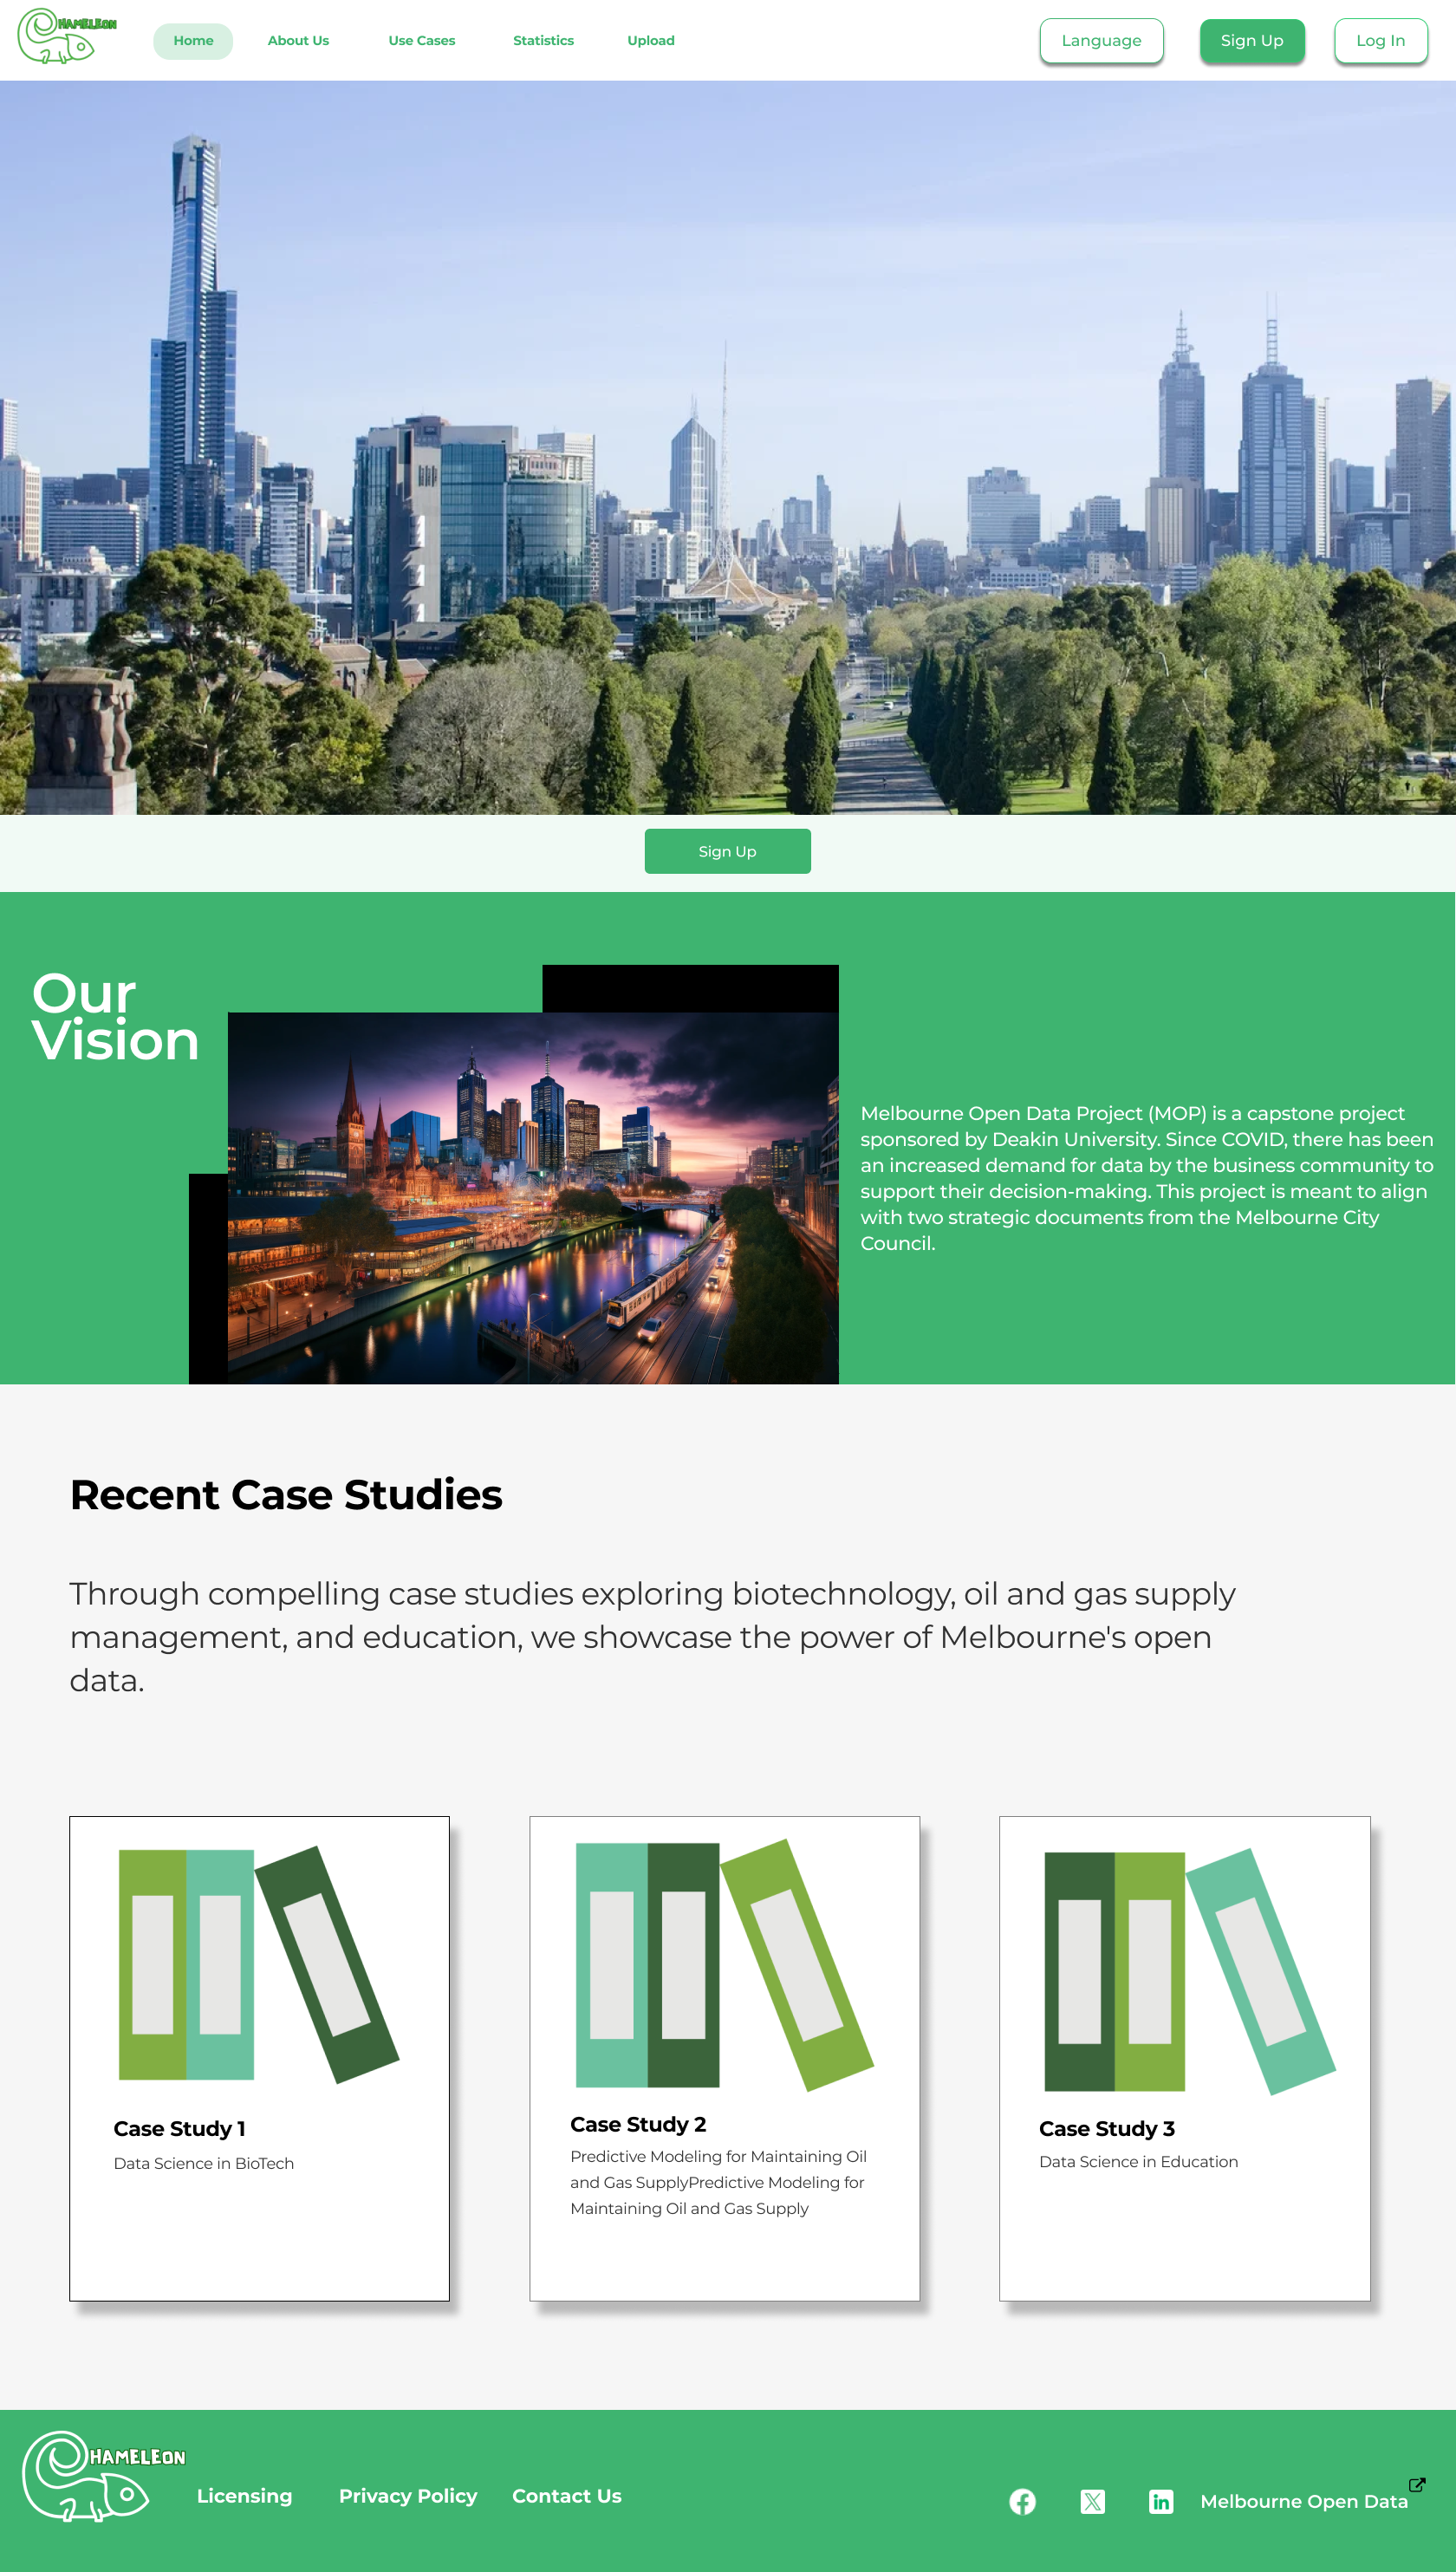 CHAMELEON
Home
About Us
Use Cases
Statistics
Upload
Language
Sign Up
Log In
Sign Up
Our
Vision
Melbourne Open Data Project (MOP) is a capstone project
sponsored by Deakin University. Since COVID, there has been
an increased demand for data by the business community to
support their decision-making. This project is meant to align
with two strategic documents from the Melbourne City
Council.
Recent Case Studies
Through compelling case studies exploring biotechnology, oil and gas supply
management, and education, we showcase the power of Melbourne's open
data.
Case Study 1
Data Science in BioTech
Case Study 2
Predictive Modeling for Maintaining Oil
and Gas SupplyPredictive Modeling for
Maintaining Oil and Gas Supply
Case Study 3
Data Science in Education
CHAMELEON
Licensing
Privacy Policy
Contact Us
Melbourne Open Data